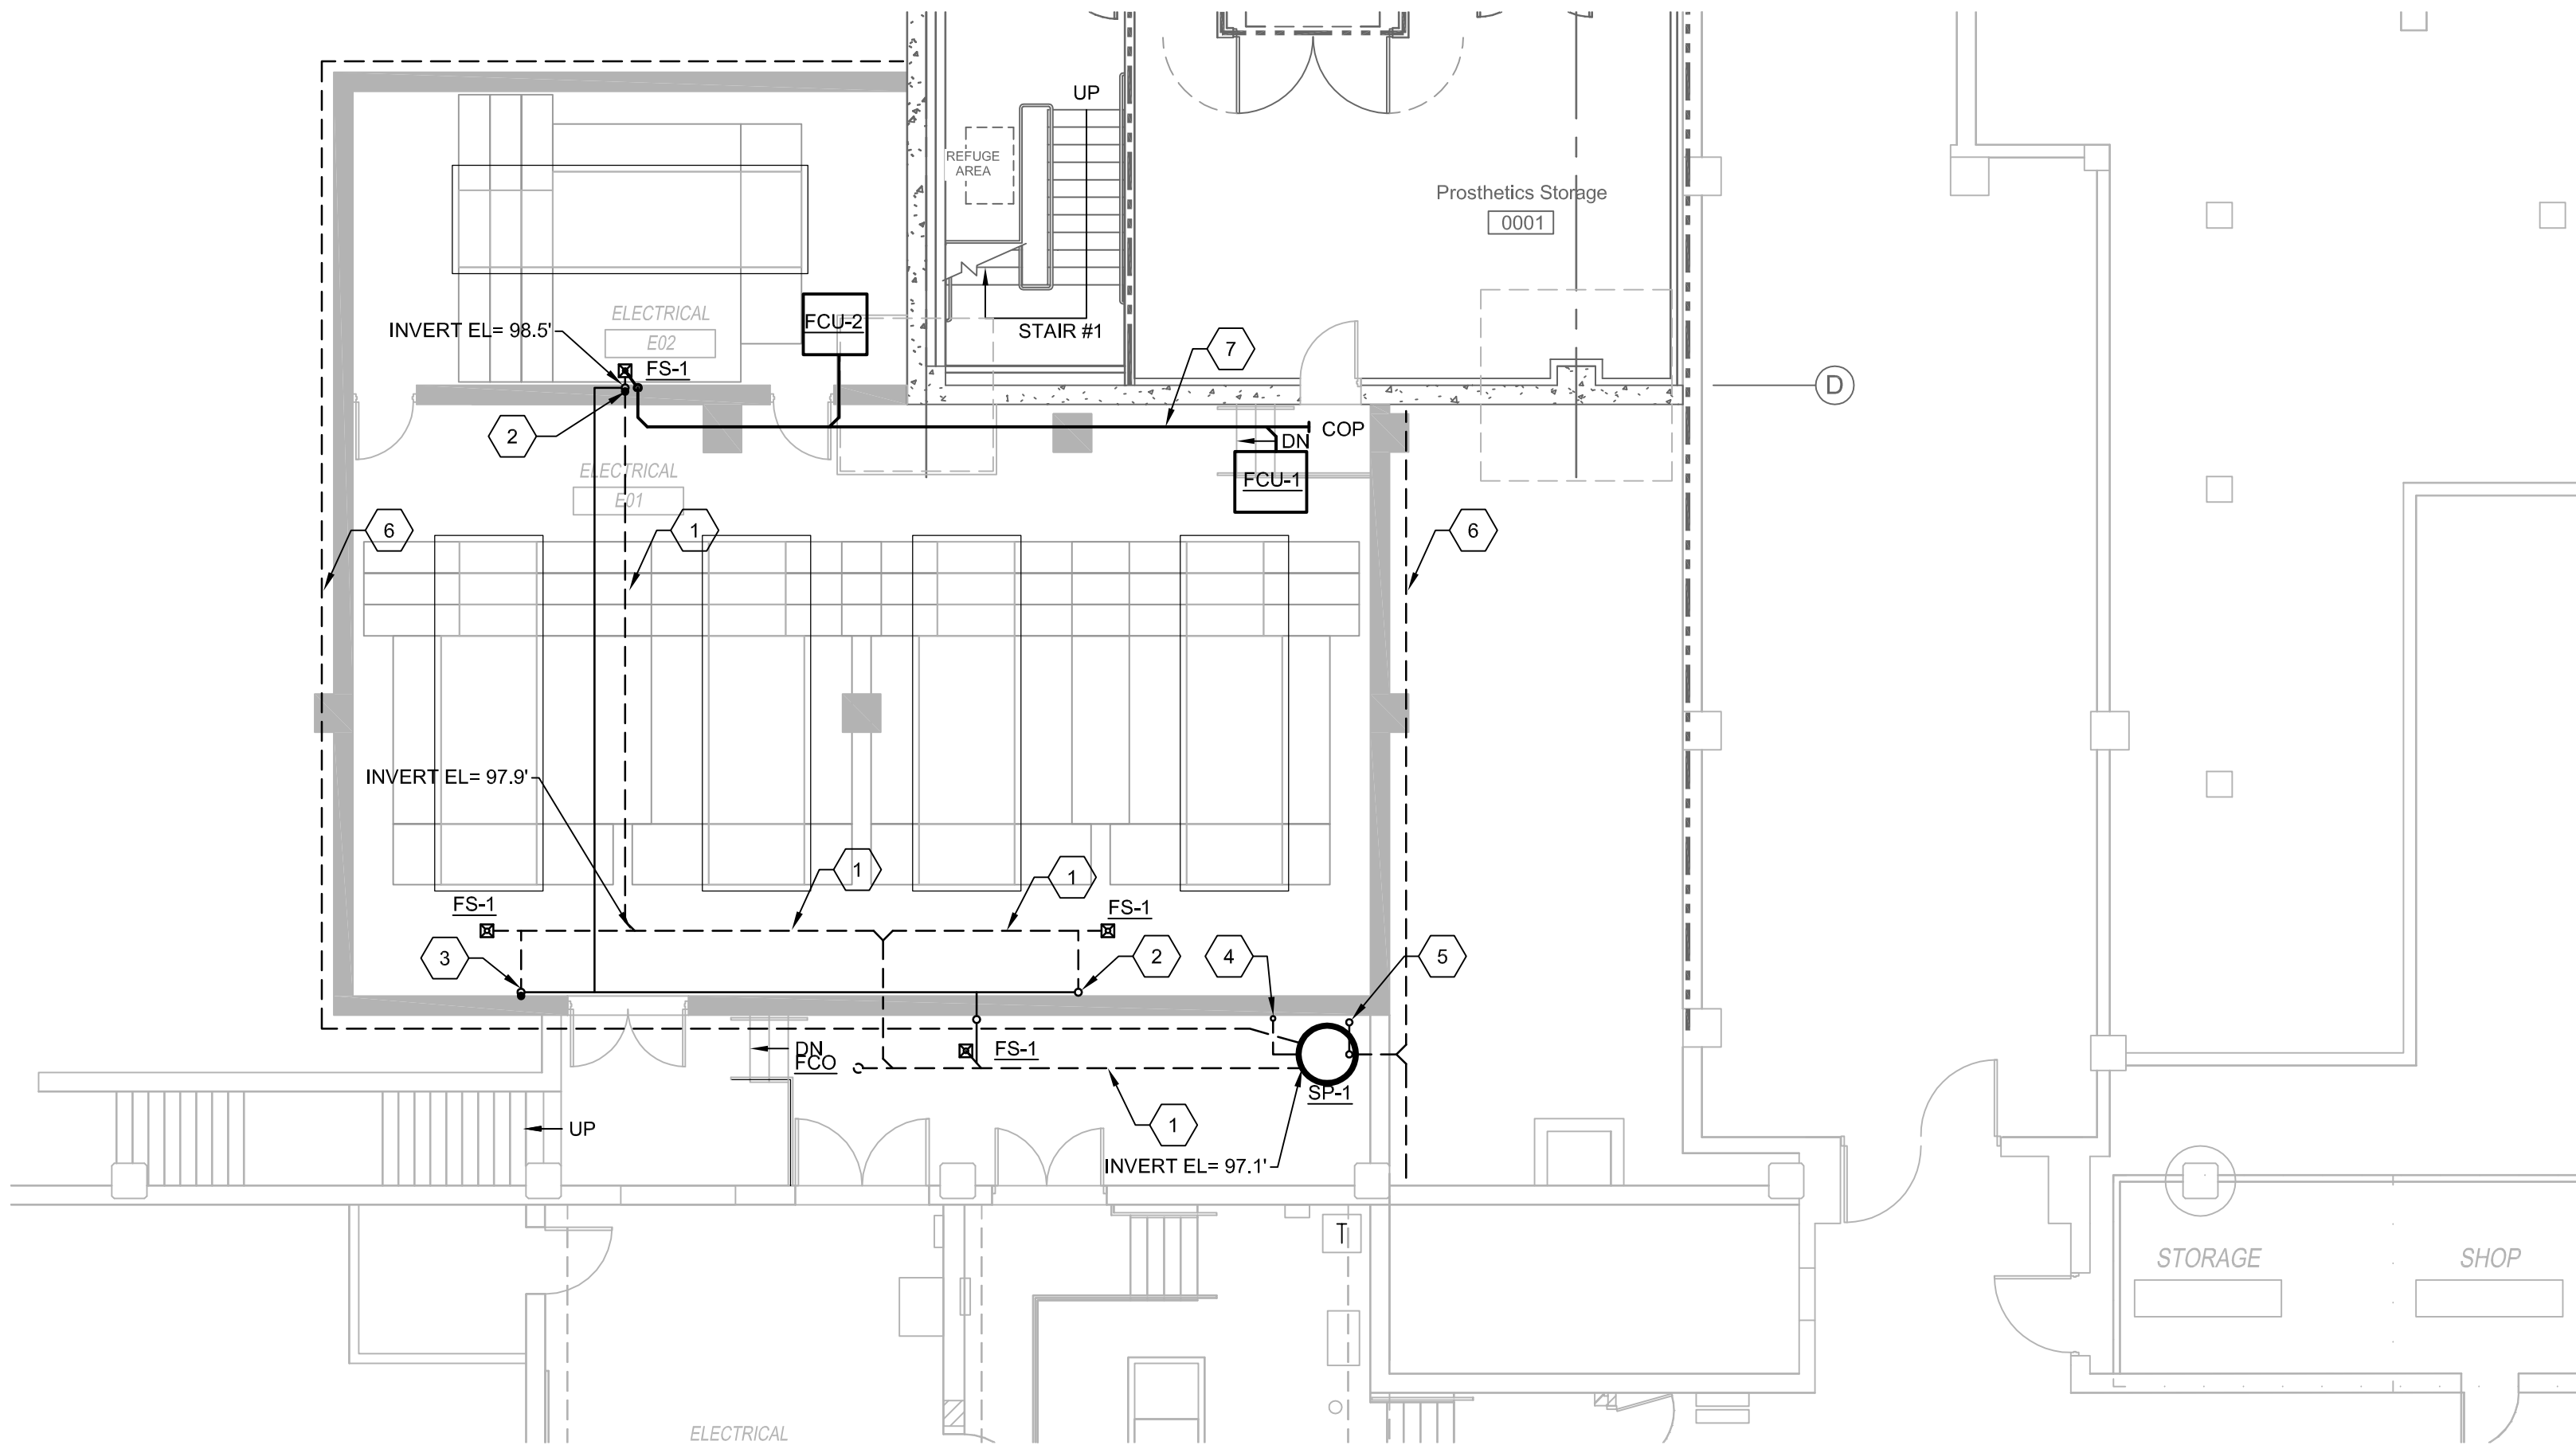 UP
REFUGE
AREA
Prosthetics Storage
0001
ELECTRICAL
E02
INVERT EL= 98.5'
FCU-2
STAIR #1
7
FS-1
D
2
COP
DN
ELECTRICAL
E01
FCU-1
6
1
6
INVERT EL= 97.9'
1
1
FS-1
FS-1
3
2
4
5
DN
FCO
FS-1
SP-1
UP
1
INVERT EL= 97.1'
T
STORAGE
SHOP
ELECTRICAL